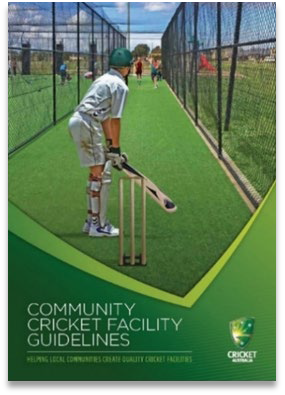 COMMUNITY
CRICKET FACILITY
GUIDELINES
HELPING LOCAL COMMUNITIES CREATE QUALITY CRICKET FACILITIES
CRICKET
AUSTRALIA